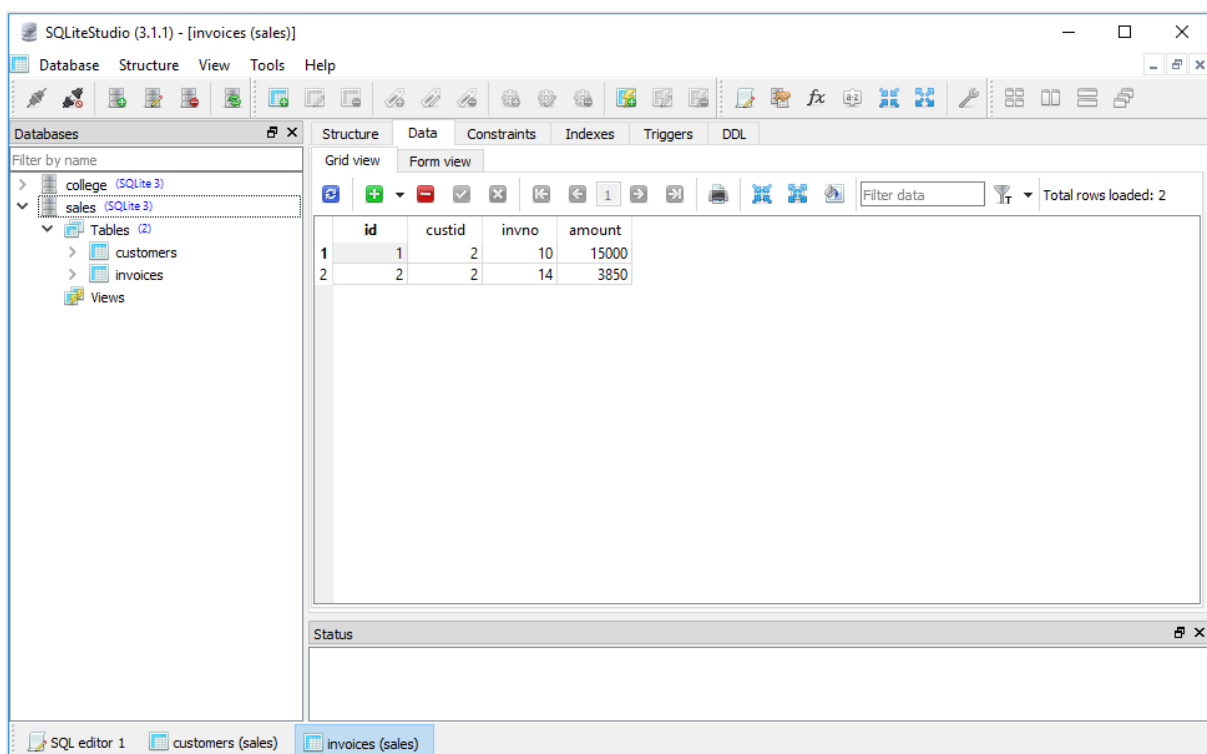 SQLiteStudio (3.1.1) - [invoices (sales)]
Database Structure View Tools Help
fx
a-z
Databases
Filter by name
college (SQLite 3)
sales (SQLite 3)
Tables (2)
customers
invoices
Views
Structure Data Constraints Indexes Triggers DDL
Grid view Form view
1 Filter data T Total rows loaded: 2
id custid invno amount
1 1 2 10 15000
2 2 2 14 3850
Status
SQL editor 1 customers (sales) invoices (sales)